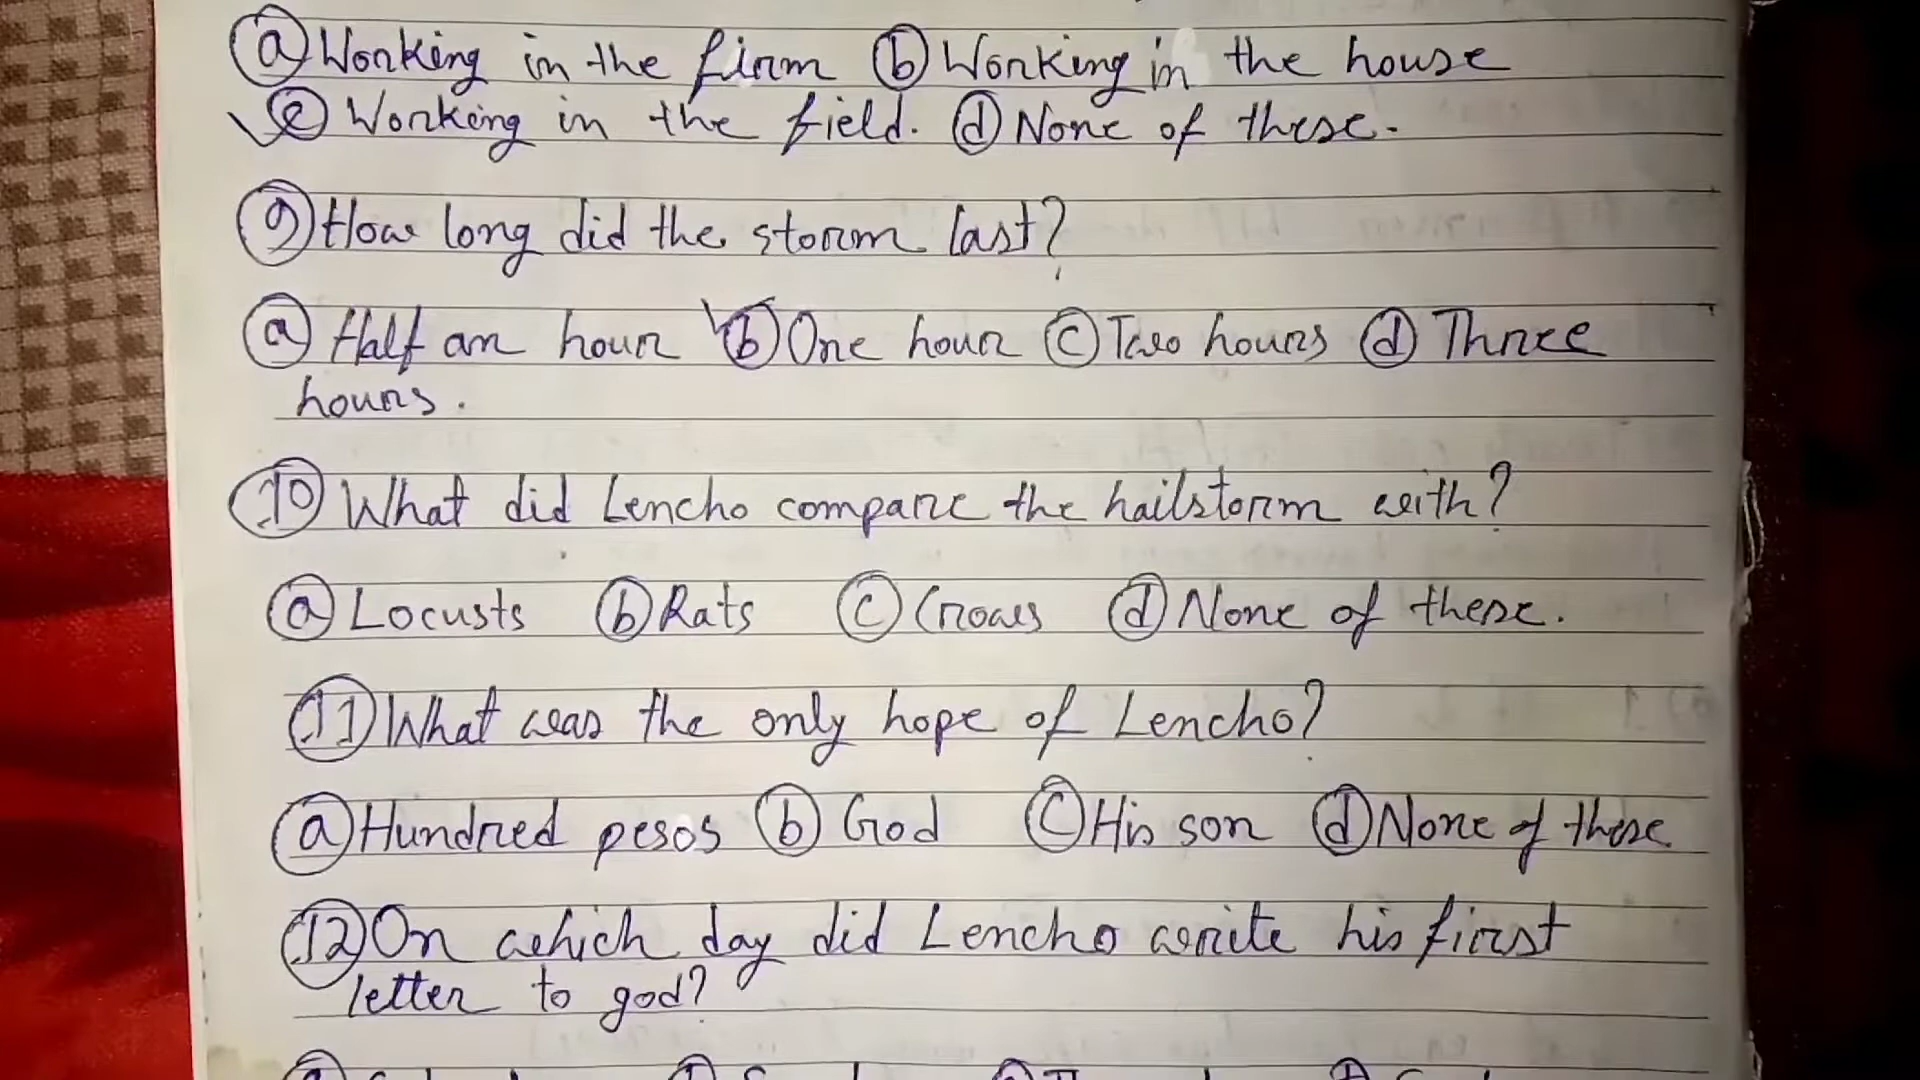 (a) Working in the firm (b) Working in the house
(c) Working in the field. (d) None of these.
(9) How long did the storm last?
(a) Half an hour (b) One hour (c) Two hours (d) Three
hours.
(10) What did Lencho compare the hailstorm with?
(a) Locusts (b) Rats (c) Crows (d) None of these.
(11) What was the only hope of Lencho?
(a) Hundred pesos (b) God (c) His son (d) None of these
(12) On which day did Lencho write his first
letter to god?